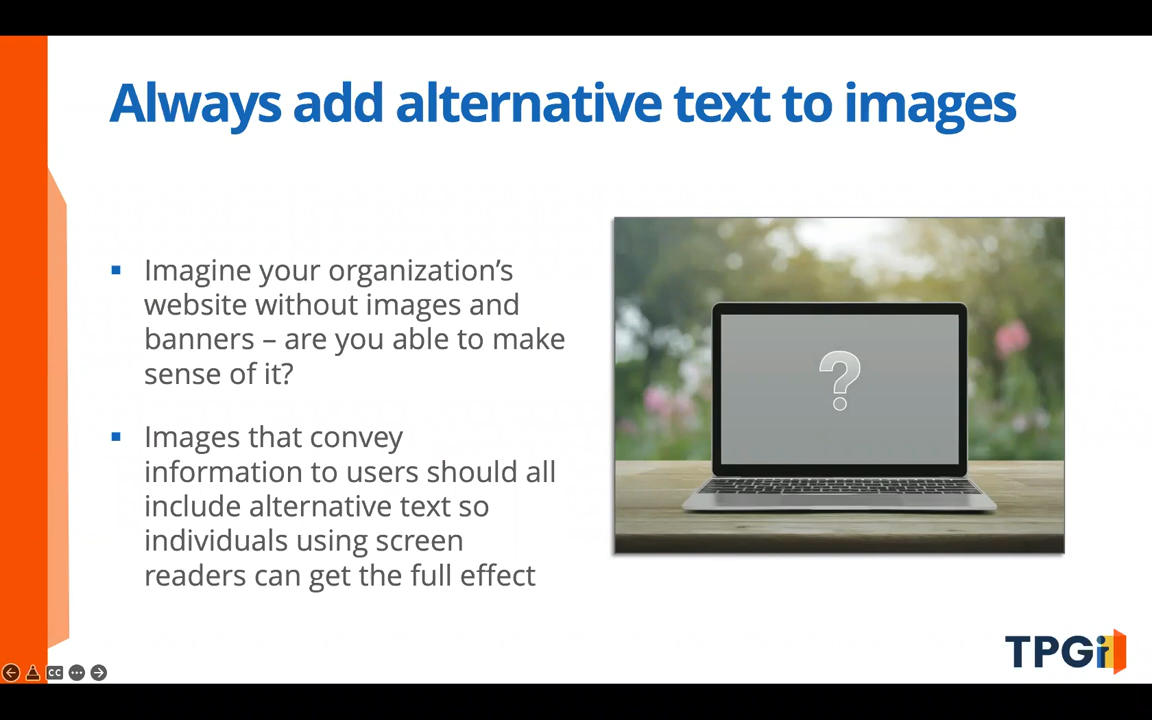 Always add alternative text to images
▪ Imagine your organization’s
website without images and
banners – are you able to make
sense of it?
▪ Images that convey
information to users should all
include alternative text so
individuals using screen
readers can get the full effect
?
TPGi
CC